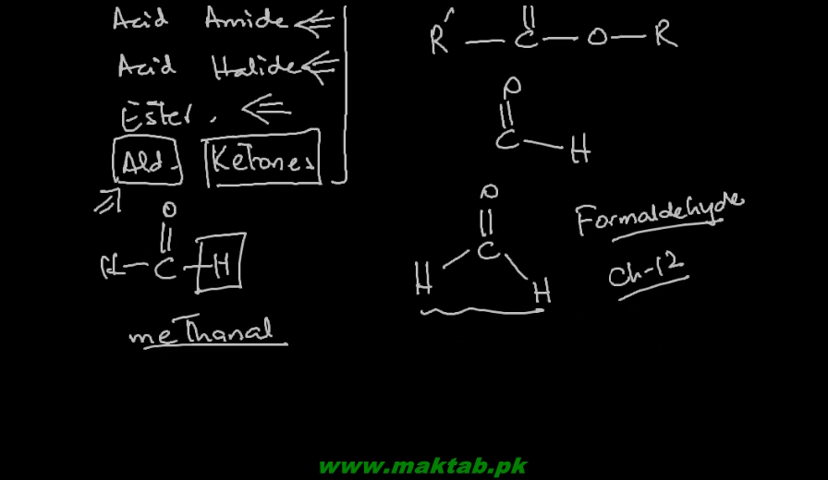 Acid Amide
Acid Halide
Ester.
Ald. Ketones
O
H-C-H
methanal
R'-C-O-R
O
C-H
O
C
H H
Formaldehyde
Ch-12
www.maktab.pk